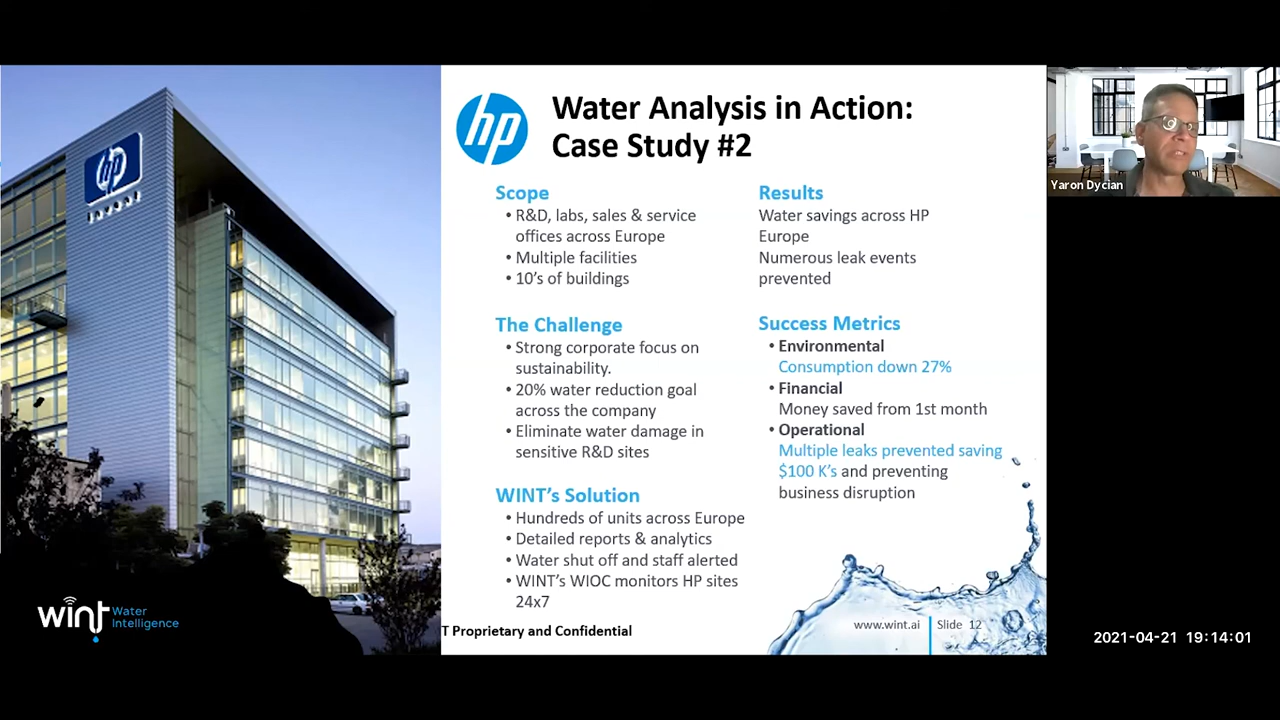 hp
invent
hp
Water Analysis in Action:
Case Study #2
Scope
• R&D, labs, sales & service
offices across Europe
• Multiple facilities
• 10's of buildings
The Challenge
• Strong corporate focus on
sustainability.
• 20% water reduction goal
across the company
• Eliminate water damage in
sensitive R&D sites
WINT's Solution
• Hundreds of units across Europe
• Detailed reports & analytics
• Water shut off and staff alerted
• WINT's WIOC monitors HP sites
24x7
Results
Water savings across HP
Europe
Numerous leak events
prevented
Success Metrics
• Environmental
Consumption down 27%
• Financial
Money saved from 1st month
• Operational
Multiple leaks prevented saving
$100 K's and preventing
business disruption
wint Water
Intelligence
T Proprietary and Confidential
www.wint.ai
Slide 12
Yaron Dycian
2021-04-21 19:14:01